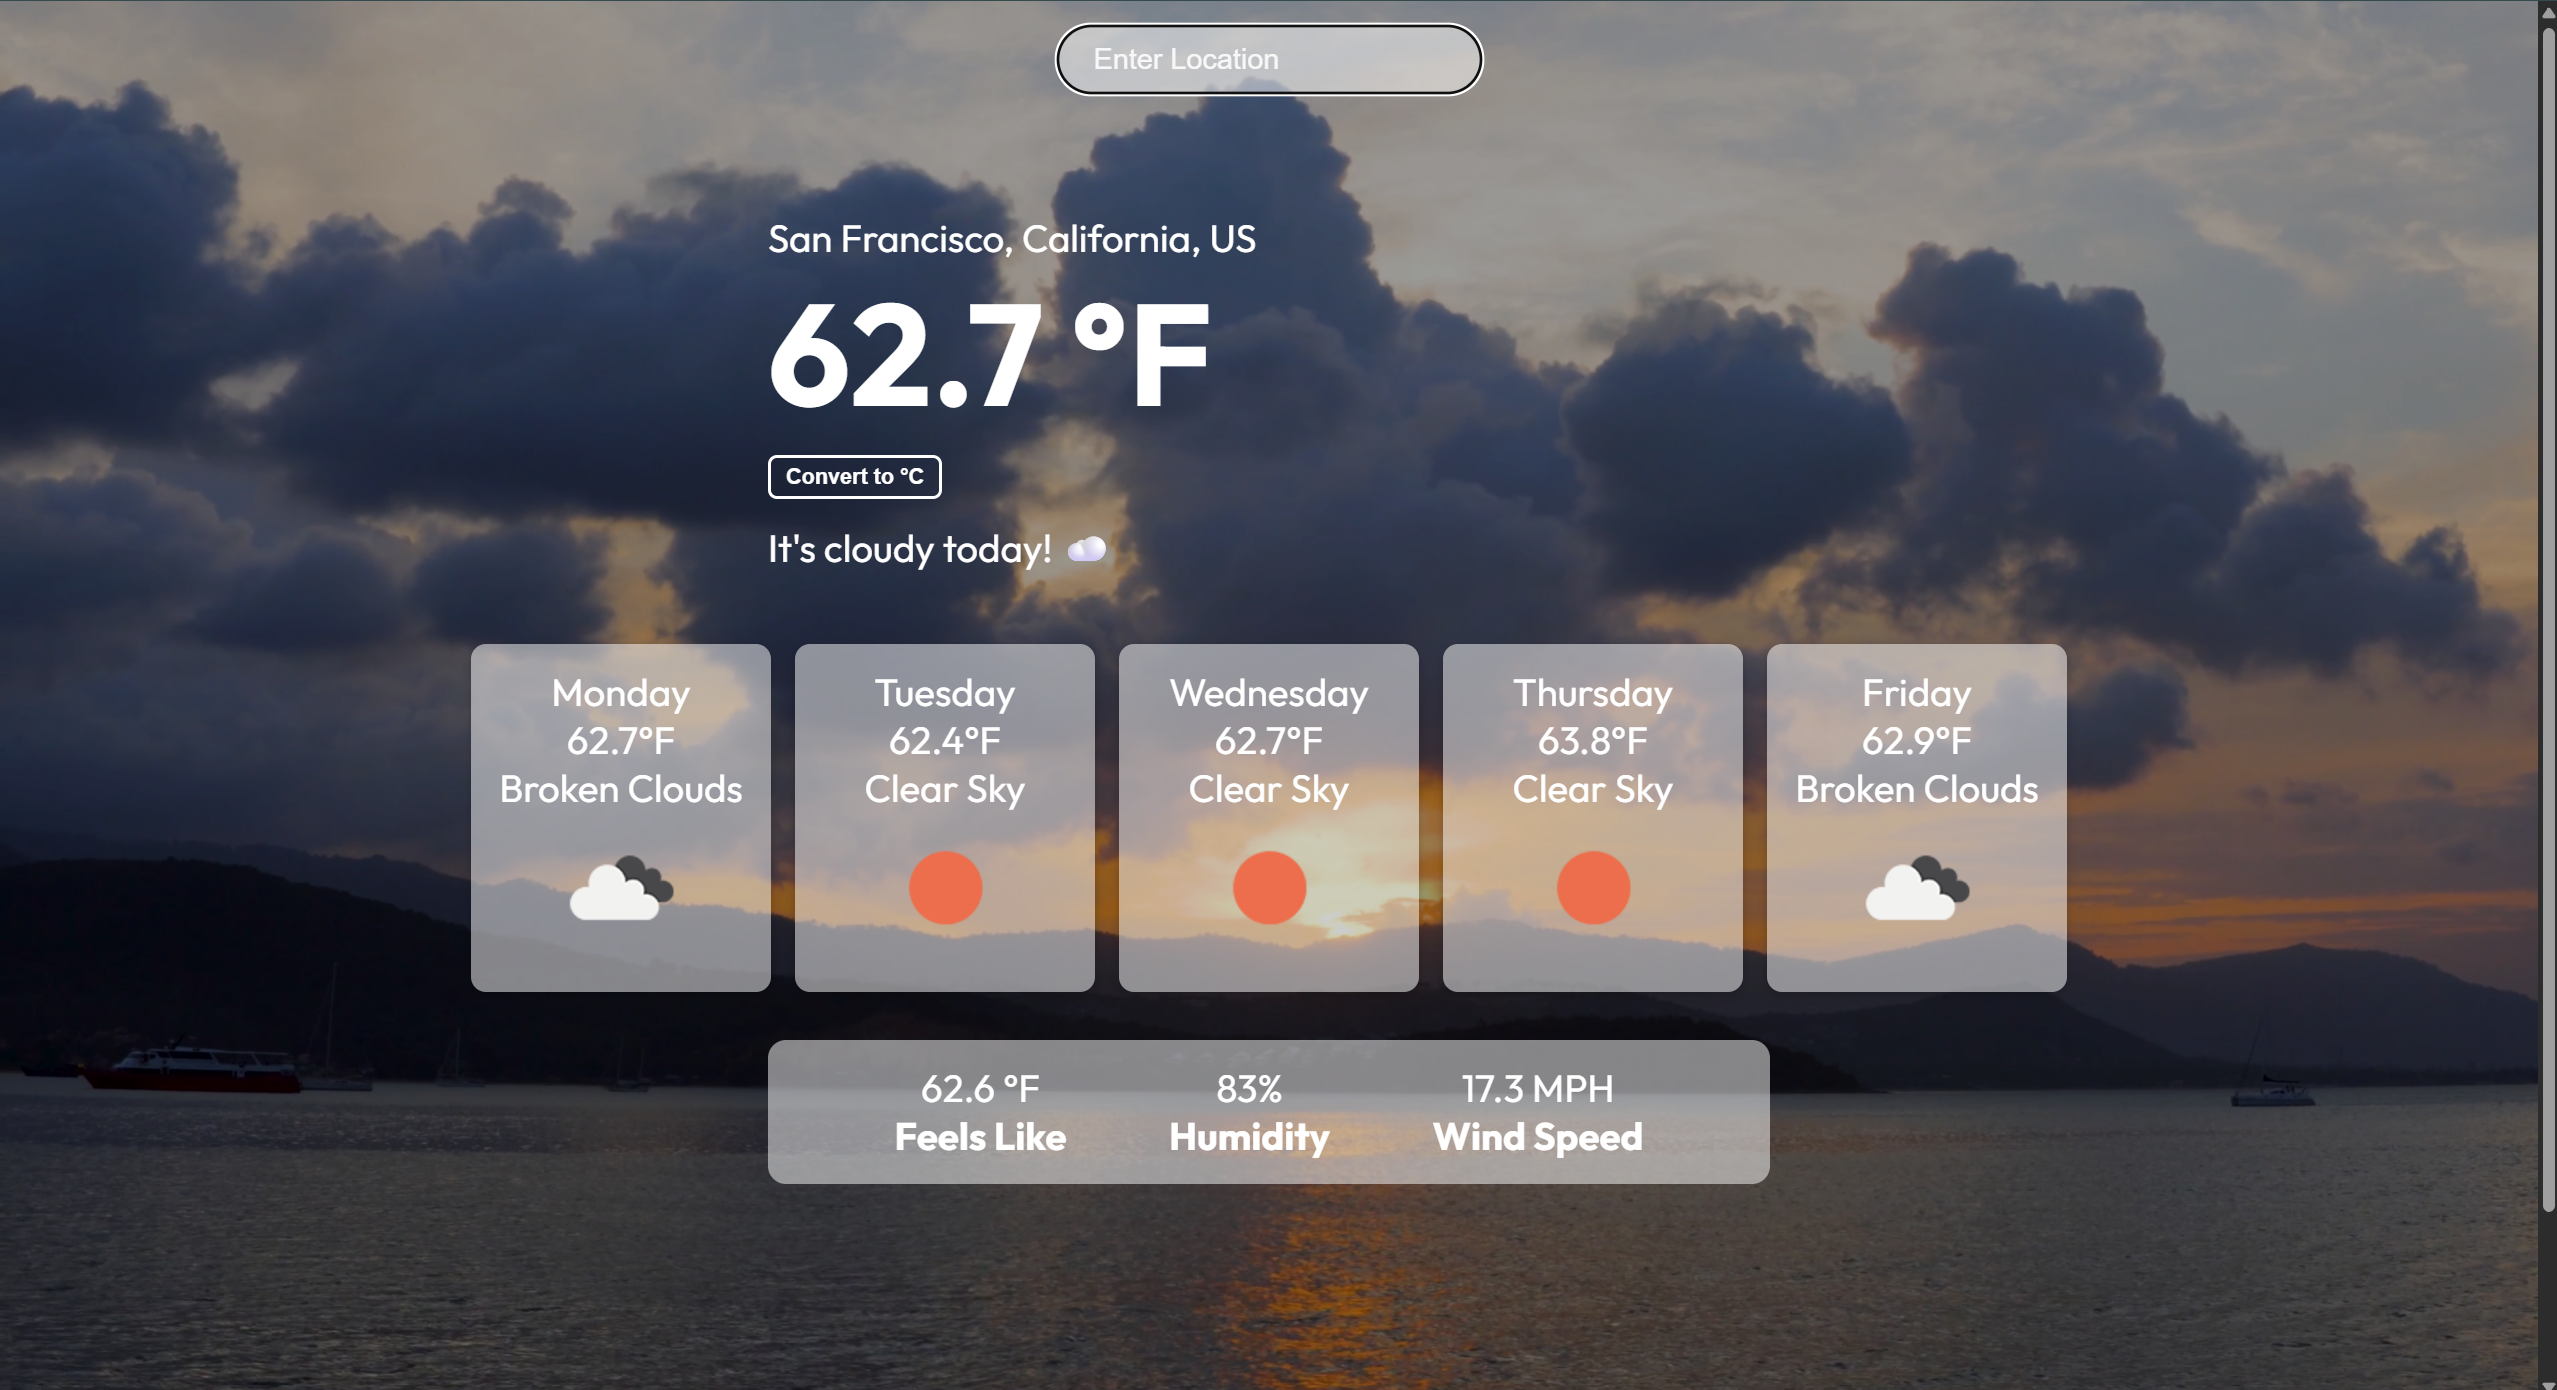 Enter Location
San Francisco, California, US
62.7 °F
Convert to °C
It's cloudy today! ☁️
Monday
62.7°F
Broken Clouds
Tuesday
62.4°F
Clear Sky
Wednesday
62.7°F
Clear Sky
Thursday
63.8°F
Clear Sky
Friday
62.9°F
Broken Clouds
62.6 °F
Feels Like
83%
Humidity
17.3 MPH
Wind Speed